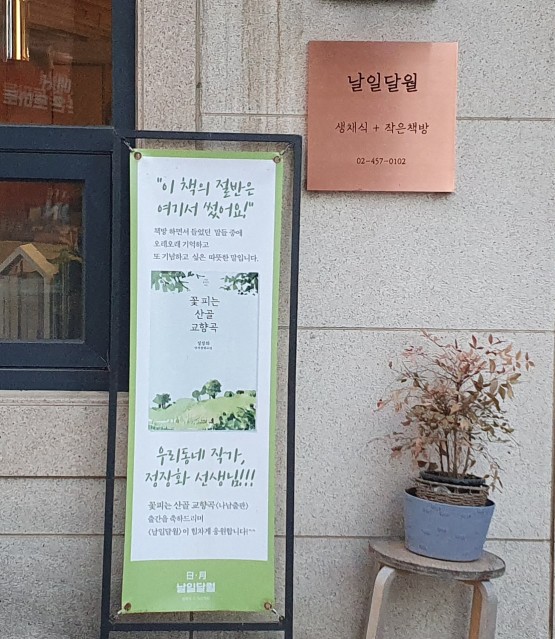 날일달월
생채식 + 작은책방
02-457-0102
"이 책의 절반은
여기서 썼어요!"
책방 하면서 들었던 말들 중에
오래오래 기억하고
또 기념하고 싶은 따뜻한 말입니다.
꽃 피는
산골
교향곡
정장화
우리동네 작가,
정장화 선생님!!!
꽃피는 산골 교향곡(나남출판)
출간을 축하드리며
〈날일달월〉이 힘차게 응원합니다!
日·月
날일달월